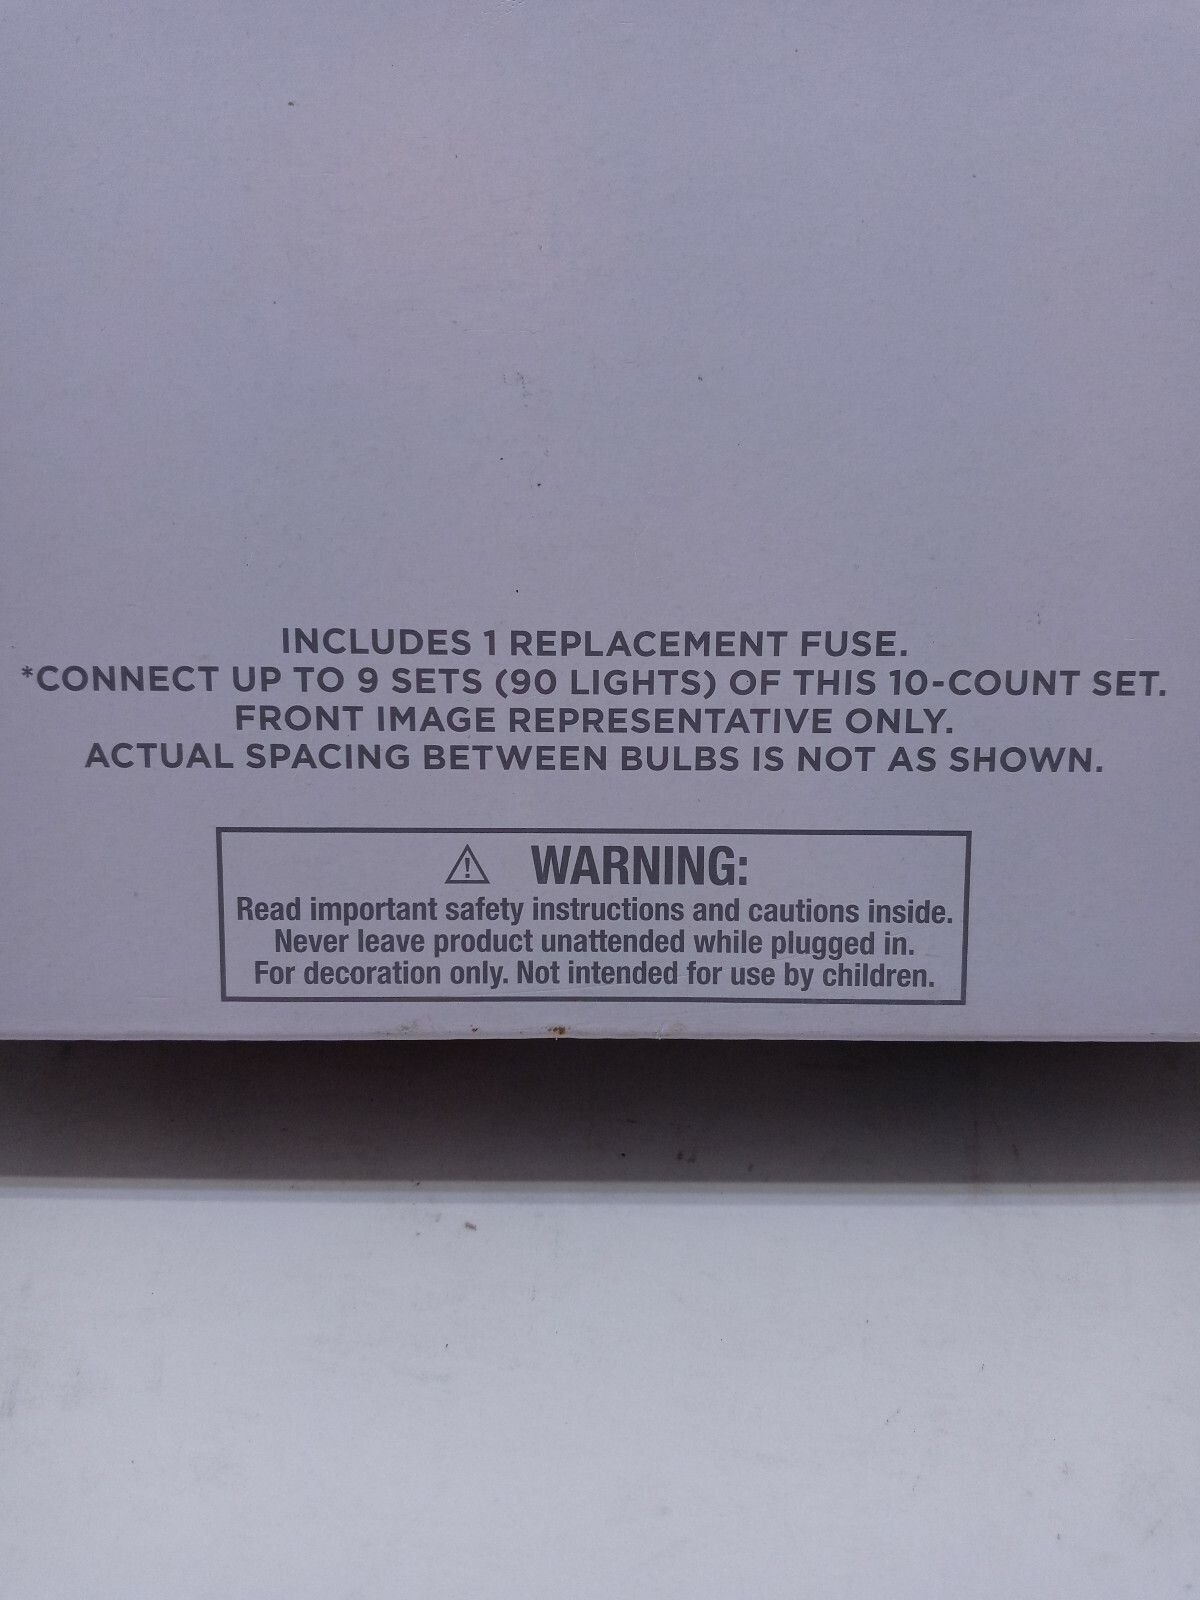 INCLUDES 1 REPLACEMENT FUSE.
*CONNECT UP TO 9 SETS (90 LIGHTS) OF THIS 10-COUNT SET.
FRONT IMAGE REPRESENTATIVE ONLY.
ACTUAL SPACING BETWEEN BULBS IS NOT AS SHOWN.
⚠ WARNING:
Read important safety instructions and cautions inside.
Never leave product unattended while plugged in.
For decoration only. Not intended for use by children.